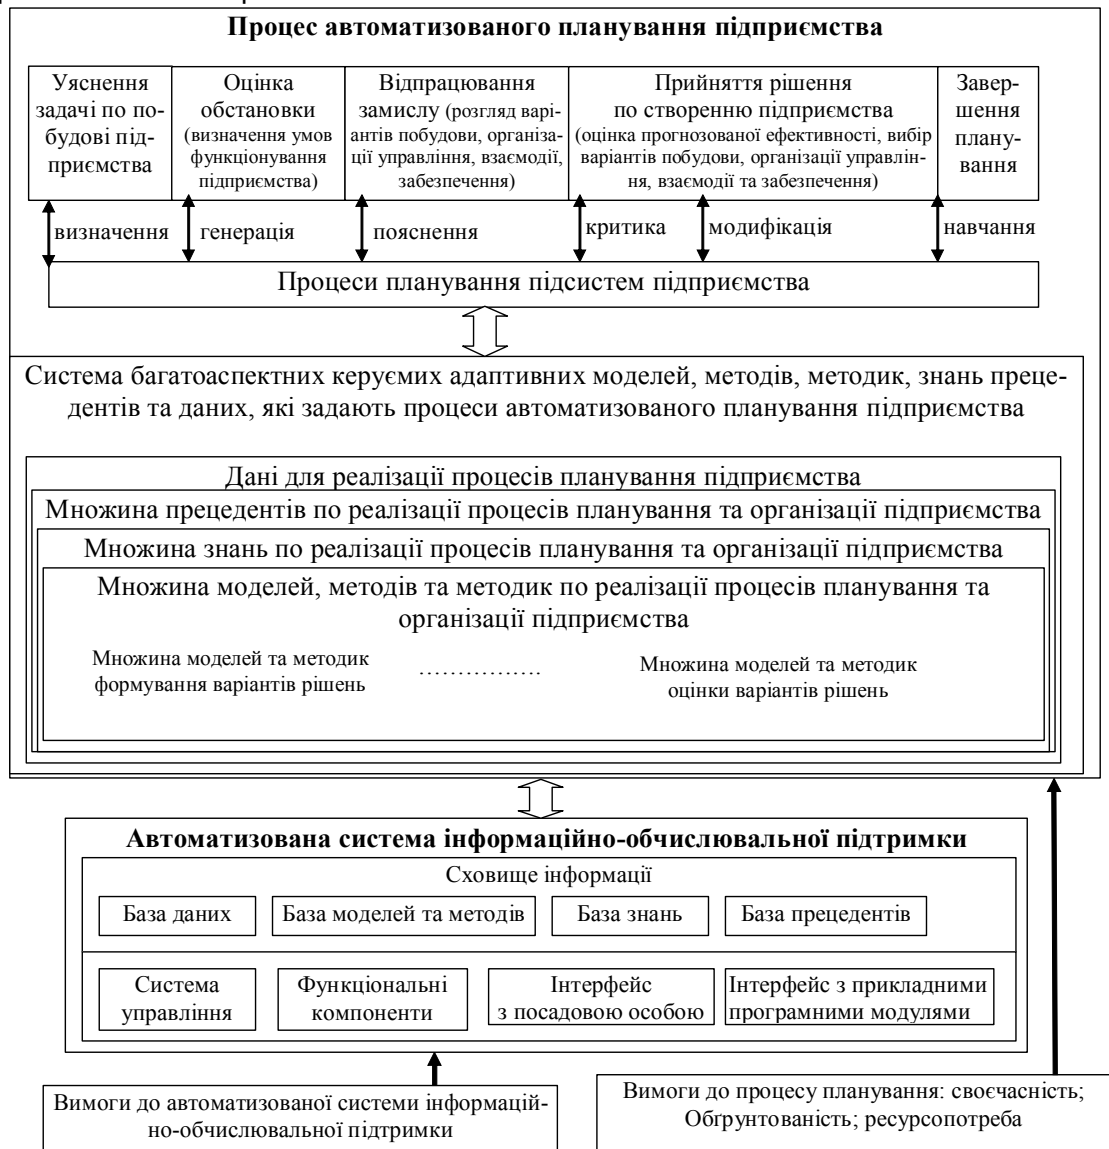 Процес автоматизованого планування підприємства
Уяснення
задачі по по-
будові під-
приємства
Оцінка
обстановки
(визначення умов
функціонування
підприємства)
Відпрацювання
замислу (розгляд варі-
антів побудови, організа-
ції управління, взаємодії,
забезпечення)
Прийняття рішення
по створенню підприємства
(оцінка прогнозованої ефективності, вибір
варіантів побудови, організації управлін-
ня, взаємодії та забезпечення)
Завер-
шення
плану-
вання
визначення
генерація
пояснення
критика
модифікація
навчання
Процеси планування підсистем підприємства
Система багатоаспектних керуємих адаптивних моделей, методів, методик, знань преце-
дентів та даних, які задають процеси автоматизованого планування підприємства
Дані для реалізації процесів планування підприємства
Множина прецедентів по реалізації процесів планування та організації підприємства
Множина знань по реалізації процесів планування та організації підприємства
Множина моделей, методів та методик по реалізації процесів планування та
організації підприємства
Множина моделей та методик
формування варіантів рішень
................
Множина моделей та методик
оцінки варіантів рішень
Автоматизована система інформаційно-обчислювальної підтримки
Сховище інформації
База даних
База моделей та методів
База знань
База прецедентів
Система
управління
Функціональні
компоненти
Інтерфейс
з посадовою особою
Інтерфейс з прикладними
програмними модулями
Вимоги до автоматизованої системи інформацій-
но-обчислювальної підтримки
Вимоги до процесу планування: своєчасність;
Обґрунтованість; ресурсопотреба